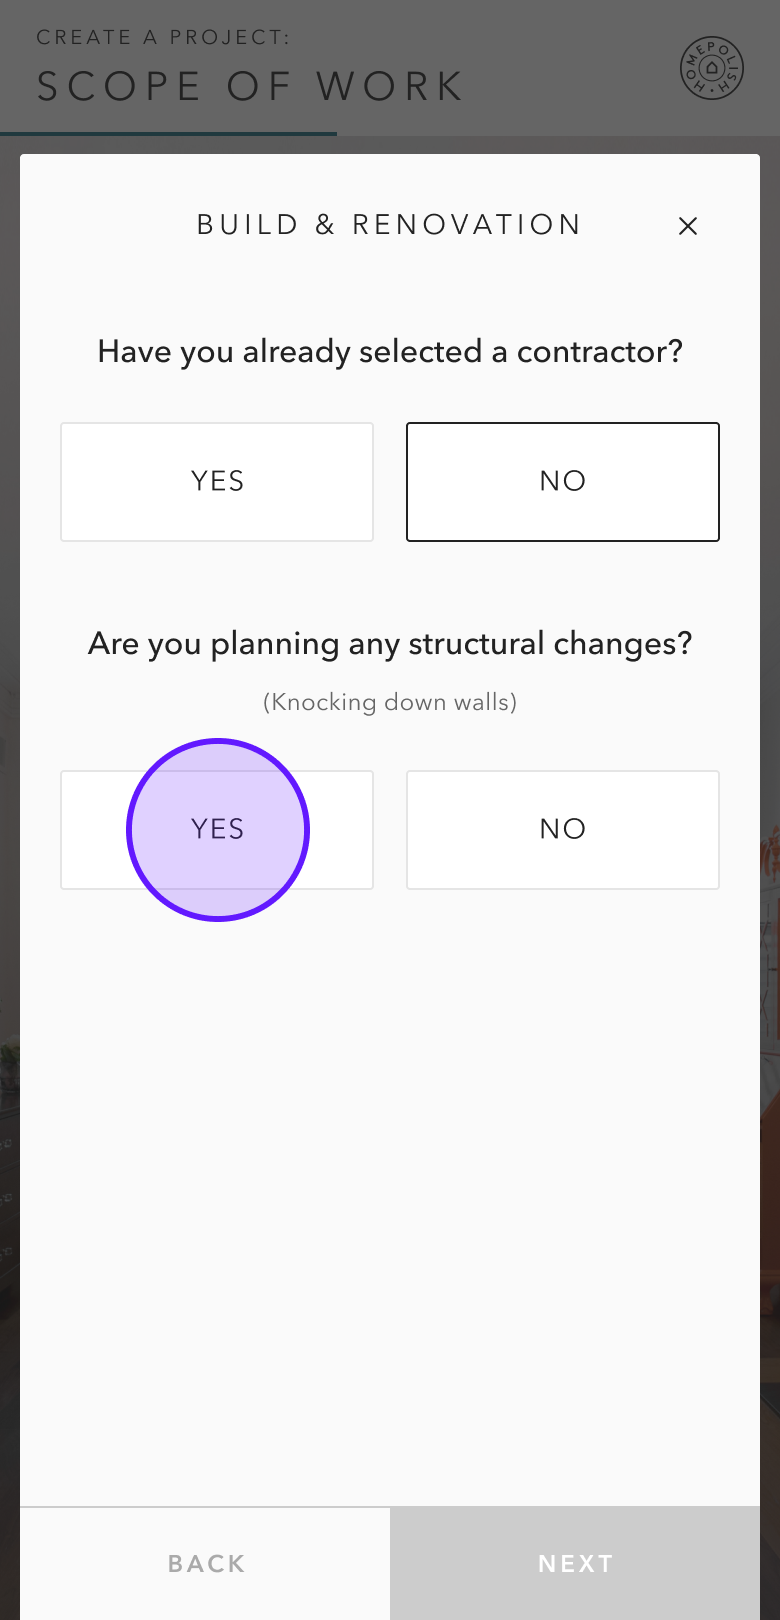 CREATE A PROJECT:
SCOPE OF WORK
HOMEPOLISH
BUILD & RENOVATION
Have you already selected a contractor?
YES
NO
Are you planning any structural changes?
(Knocking down walls)
YES
NO
BACK
NEXT